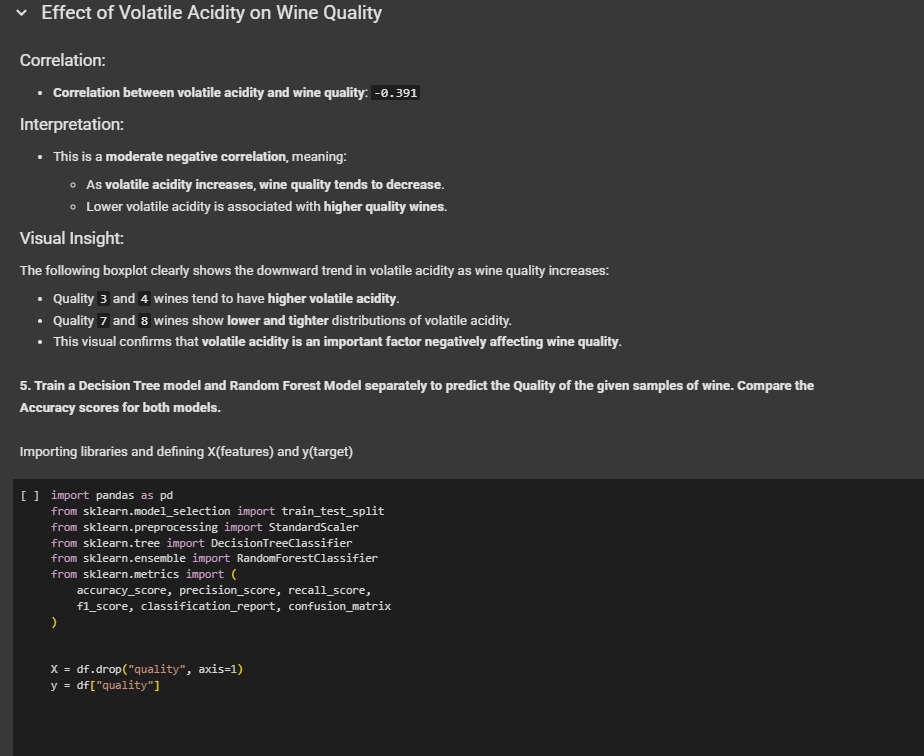 Effect of Volatile Acidity on Wine Quality
Correlation:
• Correlation between volatile acidity and wine quality: -0.391
Interpretation:
• This is a moderate negative correlation, meaning:
◦ As volatile acidity increases, wine quality tends to decrease.
◦ Lower volatile acidity is associated with higher quality wines.
Visual Insight:
The following boxplot clearly shows the downward trend in volatile acidity as wine quality increases:
• Quality 3 and 4 wines tend to have higher volatile acidity.
• Quality 7 and 8 wines show lower and tighter distributions of volatile acidity.
• This visual confirms that volatile acidity is an important factor negatively affecting wine quality.
5. Train a Decision Tree model and Random Forest Model separately to predict the Quality of the given samples of wine. Compare the
Accuracy scores for both models.
Importing libraries and defining X(features) and y(target)
[ ] import pandas as pd
from sklearn.model_selection import train_test_split
from sklearn.preprocessing import StandardScaler
from sklearn.tree import DecisionTreeClassifier
from sklearn.ensemble import RandomForestClassifier
from sklearn.metrics import (
    accuracy_score, precision_score, recall_score,
    f1_score, classification_report, confusion_matrix
)
X = df.drop("quality", axis=1)
y = df["quality"]